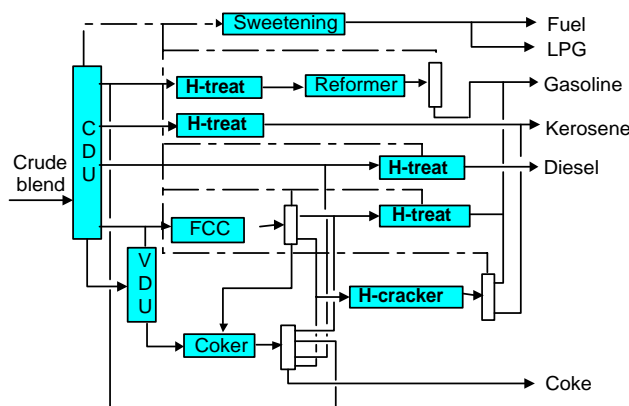 Sweetening
Fuel
LPG
H-treat
Reformer
Gasoline
C
D
U
H-treat
Kerosene
Crude
blend
H-treat
Diesel
FCC
H-treat
V
D
U
H-cracker
Coker
Coke